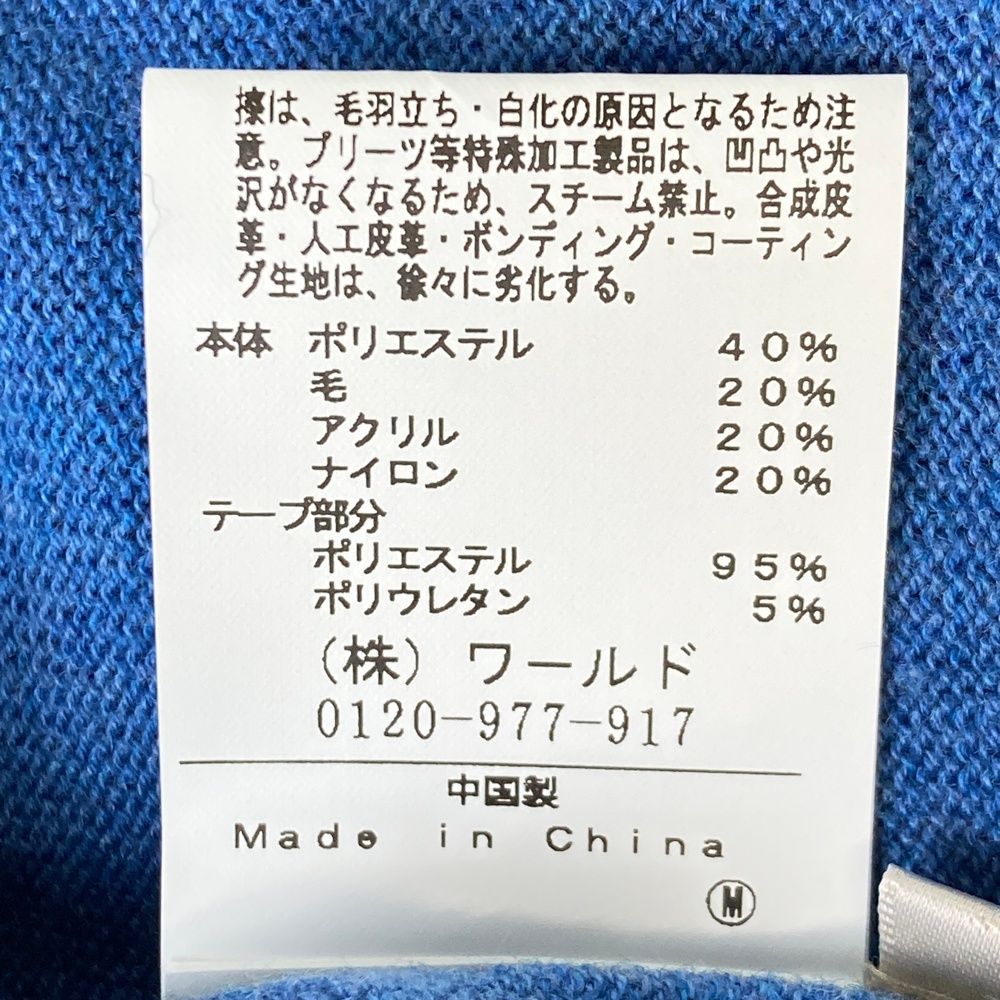 擦は、毛羽立ち・白化の原因となるため注
意。プリーツ等特殊加工製品は、凹凸や光
沢がなくなるため、スチーム禁止。合成皮
革・人工皮革・ボンディング・コーティン
グ生地は、徐々に劣化する。
本体 ポリエステル 40%
毛 20%
アクリル 20%
ナイロン 20%
テープ部分
ポリエステル 95%
ポリウレタン 5%
(株) ワールド
0120-977-917
中国製
Made in China
M